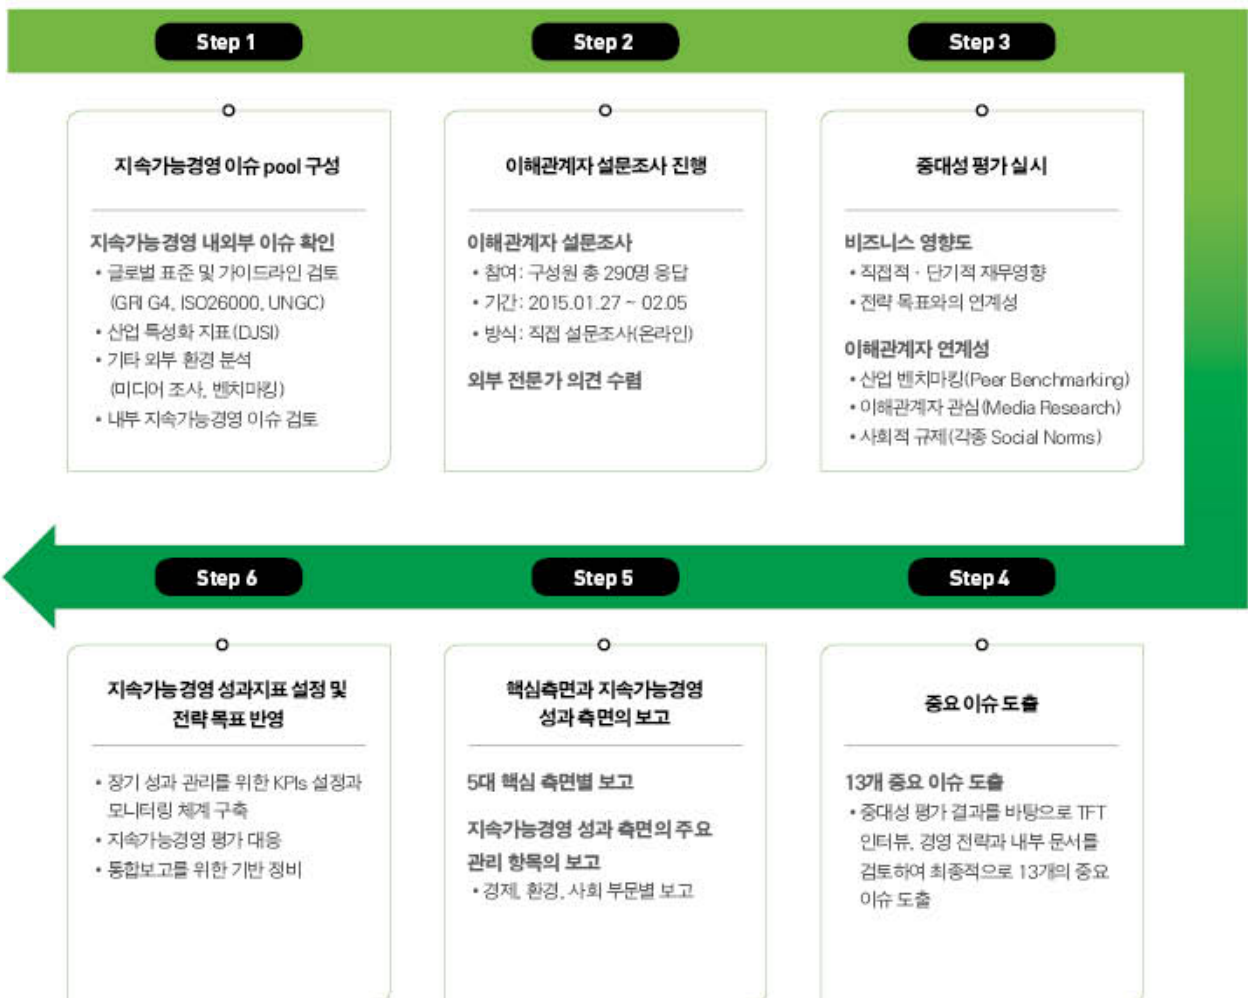 Step 1
지속가능경영 이슈 pool 구성
지속가능경영 내외부 이슈 확인
• 글로벌 표준 및 가이드라인 검토
(GRI G4, ISO26000, UNGC)
• 산업 특성화 지표(DJSI)
• 기타 외부 환경 분석
(미디어 조사, 벤치마킹)
• 내부 지속가능경영 이슈 검토
Step 2
이해관계자 설문조사 진행
이해관계자 설문조사
• 참여: 구성원 총 290명 응답
• 기간: 2015.01.27 ~ 02.05
• 방식: 직접 설문조사(온라인)
외부 전문가 의견 수렴
Step 3
중대성 평가 실시
비즈니스 영향도
• 직접적 · 단기적 재무영향
• 전략 목표와의 연계성
이해관계자 연계성
• 산업 벤치마킹(Peer Benchmarking)
• 이해관계자 관심(Media Research)
• 사회적 규제(각종 Social Norms)
Step 4
중요 이슈 도출
13개 중요 이슈 도출
• 중대성 평가 결과를 바탕으로 TFT
인터뷰, 경영 전략과 내부 문서를
검토하여 최종적으로 13개의 중요
이슈 도출
Step 5
핵심측면과 지속가능경영
성과 측면의 보고
5대 핵심 측면별 보고
지속가능경영 성과 측면의 주요
관리 항목의 보고
• 경제, 환경, 사회 부문별 보고
Step 6
지속가능경영 성과지표 설정 및
전략 목표 반영
• 장기 성과 관리를 위한 KPIs 설정과
모니터링 체계 구축
• 지속가능경영 평가 대응
• 통합보고를 위한 기반 정비